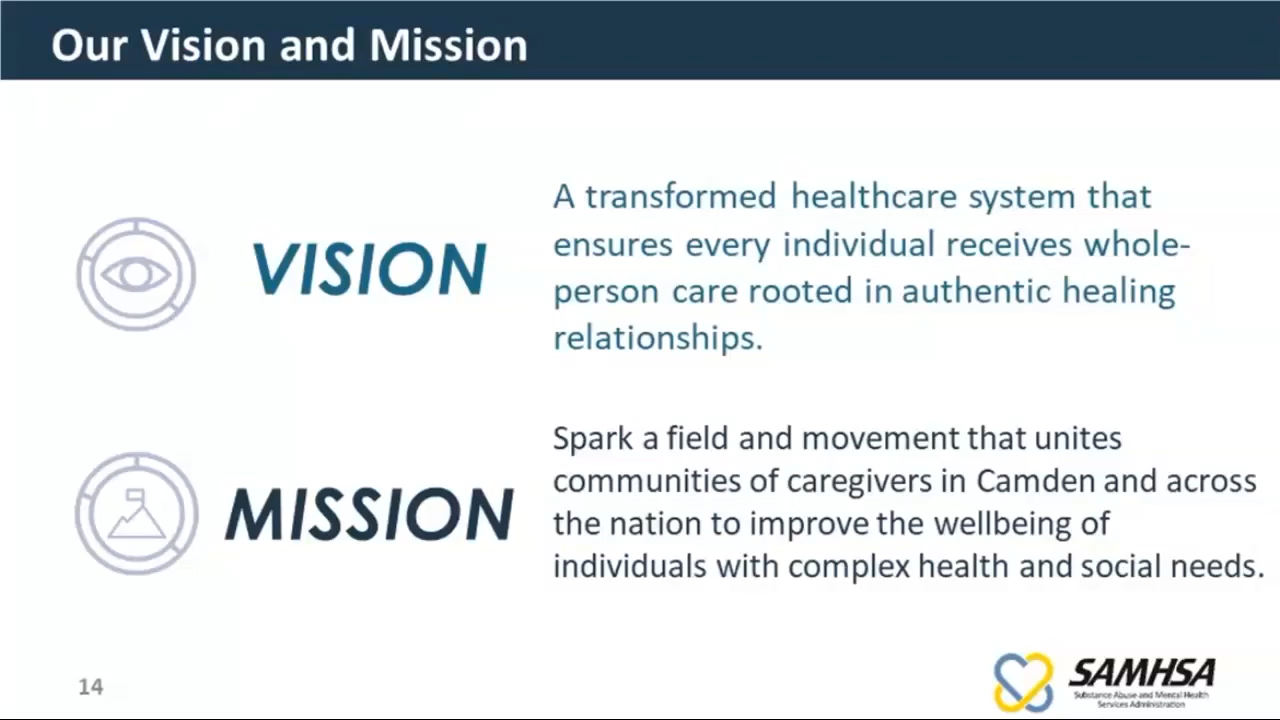 Our Vision and Mission
VISION
A transformed healthcare system that
ensures every individual receives whole-
person care rooted in authentic healing
relationships.
MISSION
Spark a field and movement that unites
communities of caregivers in Camden and across
the nation to improve the wellbeing of
individuals with complex health and social needs.
14
SAMHSA
Substance Abuse and Mental Health
Services Administration